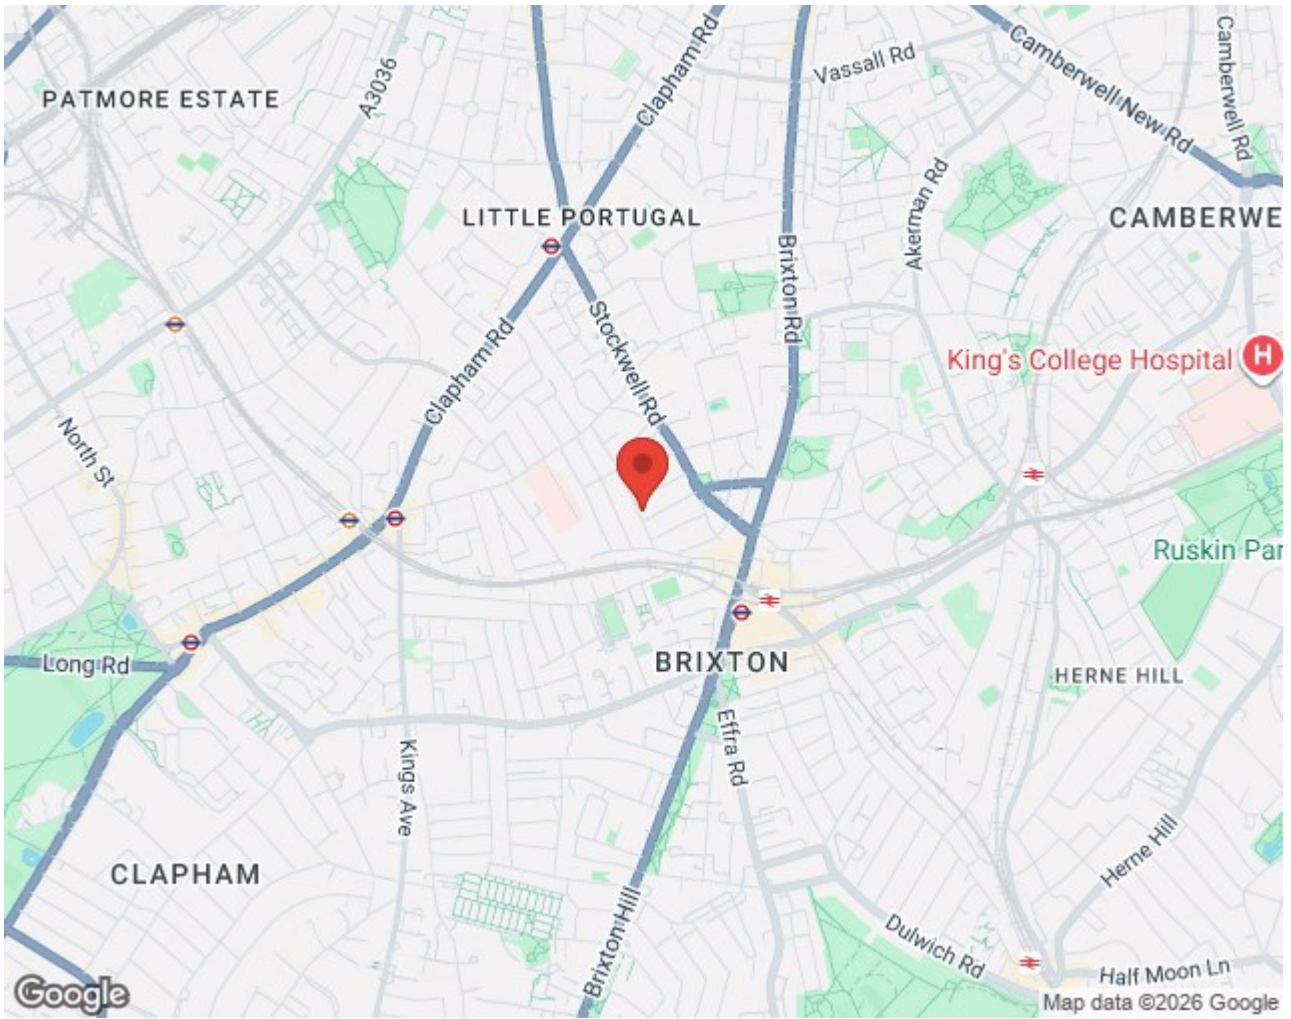 Clapham Rd
Camberwell New Rd
Camberwell Rd
Vassall Rd
A3036
PATMORE ESTATE
Akerman Rd
LITTLE PORTUGAL
CAMBERWE
Brixton Rd
Stockwell Rd
Clapham Rd
King's College Hospital
H
North St
Ruskin Par
Long Rd
BRIXTON
HERNE HILL
Effra Rd
Kings Ave
Herne Hill
CLAPHAM
Brixton Hill
Dulwich Rd
Half Moon Ln
Google
Map data ©2026 Google